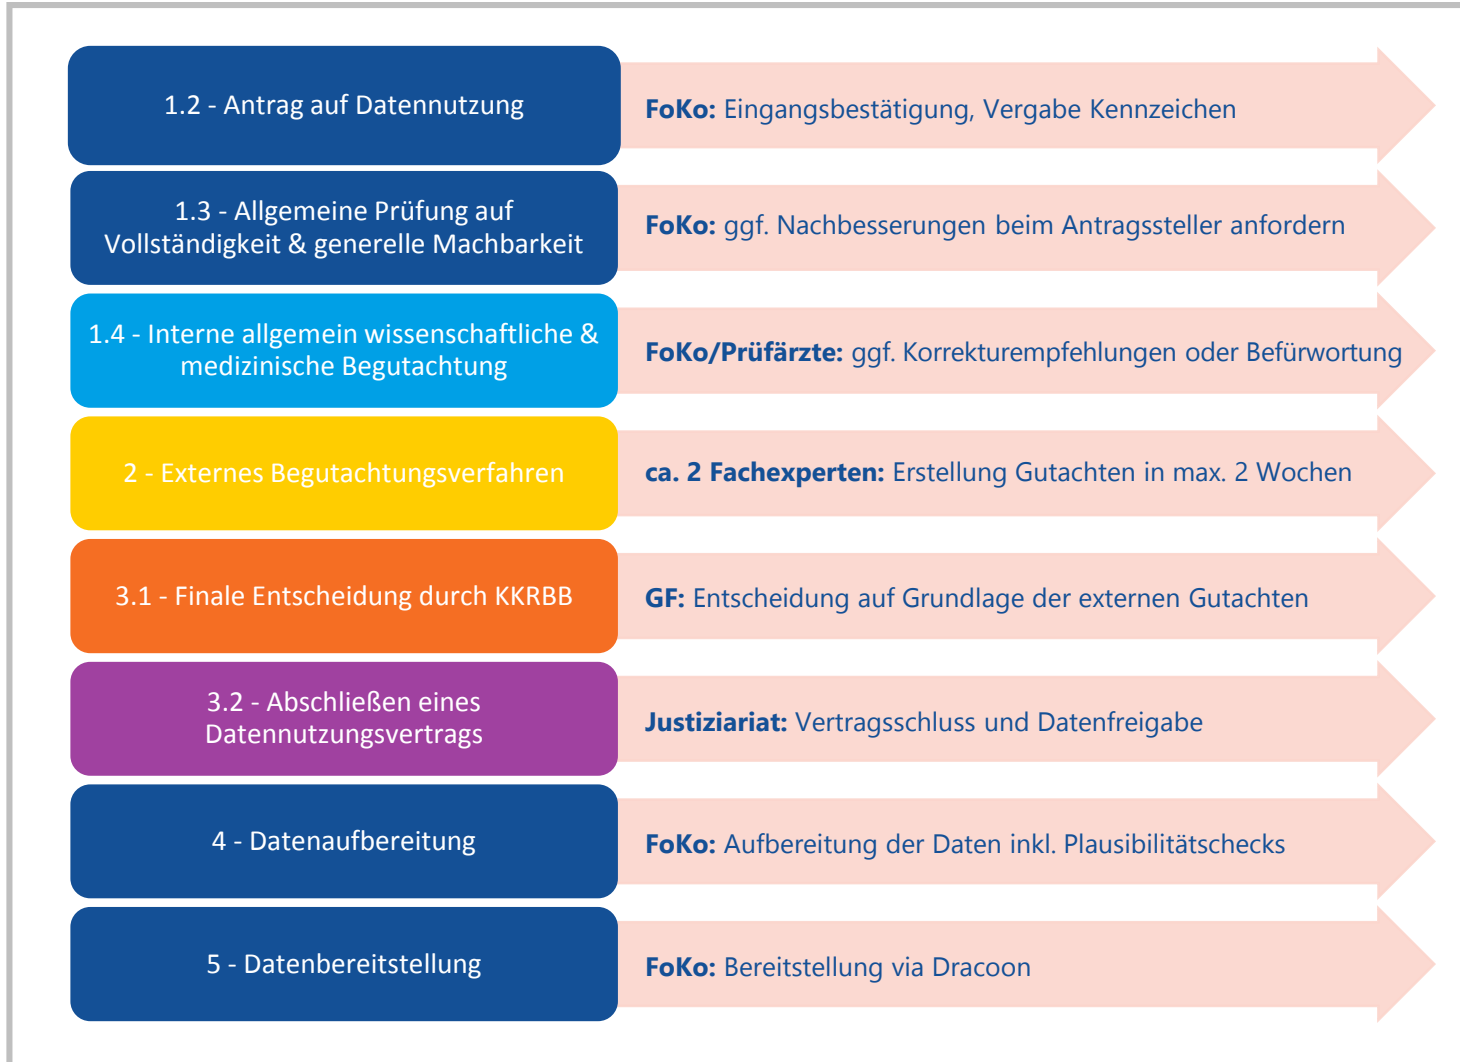 1.2 - Antrag auf Datennutzung
FoKo: Eingangsbestätigung, Vergabe Kennzeichen
1.3 - Allgemeine Prüfung auf
Vollständigkeit & generelle Machbarkeit
FoKo: ggf. Nachbesserungen beim Antragssteller anfordern
1.4 - Interne allgemein wissenschaftliche &
medizinische Begutachtung
FoKo/Prüfärzte: ggf. Korrekturempfehlungen oder Befürwortung
2 - Externes Begutachtungsverfahren
ca. 2 Fachexperten: Erstellung Gutachten in max. 2 Wochen
3.1 - Finale Entscheidung durch KKRBB
GF: Entscheidung auf Grundlage der externen Gutachten
3.2 - Abschließen eines
Datennutzungsvertrags
Justiziariat: Vertragsschluss und Datenfreigabe
4 - Datenaufbereitung
FoKo: Aufbereitung der Daten inkl. Plausibilitätschecks
5 - Datenbereitstellung
FoKo: Bereitstellung via Dracoon